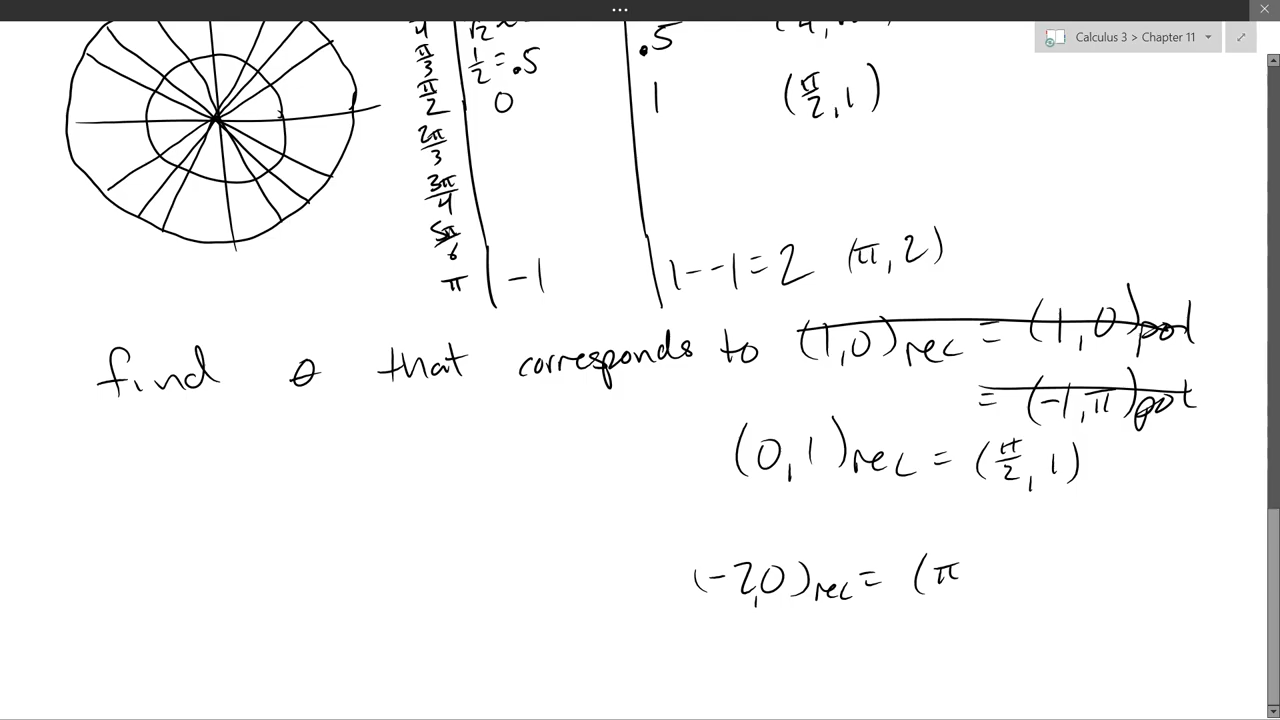 ...
Calculus 3 > Chapter 11
4
π/3 1/2 = .5 .5
π/2 0 1 (π/2, 1)
2π/3
3π/4
5π/6
π -1 1--1 = 2 (π, 2)
find θ that corresponds to (1,0)rec = (1,0)pol
= (-1,π)pol
(0,1)rec = (π/2, 1)
(-2,0)rec = (π